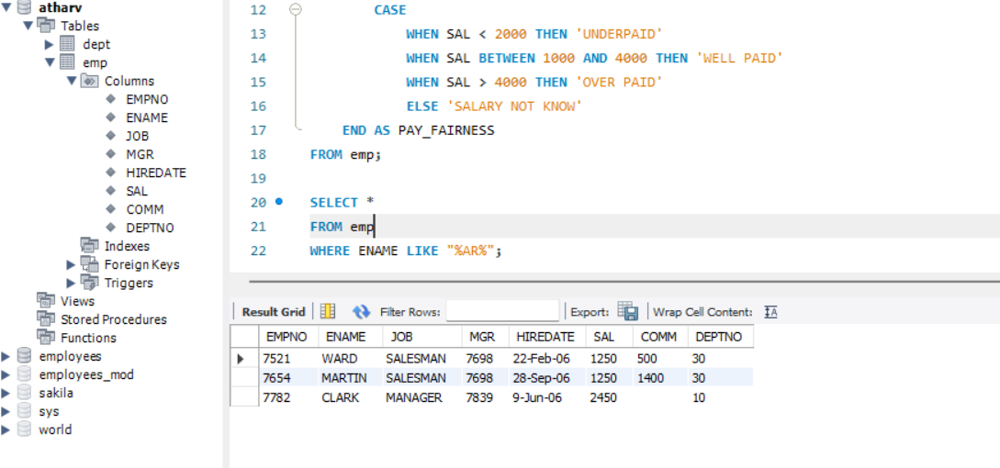 atharv
Tables
dept
emp
Columns
EMPNO
ENAME
JOB
MGR
HIREDATE
SAL
COMM
DEPTNO
Indexes
Foreign Keys
Triggers
Views
Stored Procedures
Functions
employees
employees_mod
sakila
sys
world
12 CASE
13 WHEN SAL < 2000 THEN 'UNDERPAID'
14 WHEN SAL BETWEEN 1000 AND 4000 THEN 'WELL PAID'
15 WHEN SAL > 4000 THEN 'OVER PAID'
16 ELSE 'SALARY NOT KNOW'
17 END AS PAY_FAIRNESS
18 FROM emp;
19
20 SELECT *
21 FROM emp
22 WHERE ENAME LIKE "%AR%";
Result Grid Filter Rows: Export: Wrap Cell Content: IA
EMPNO ENAME JOB MGR HIREDATE SAL COMM DEPTNO
7521 WARD SALESMAN 7698 22-Feb-06 1250 500 30
7654 MARTIN SALESMAN 7698 28-Sep-06 1250 1400 30
7782 CLARK MANAGER 7839 9-Jun-06 2450 10